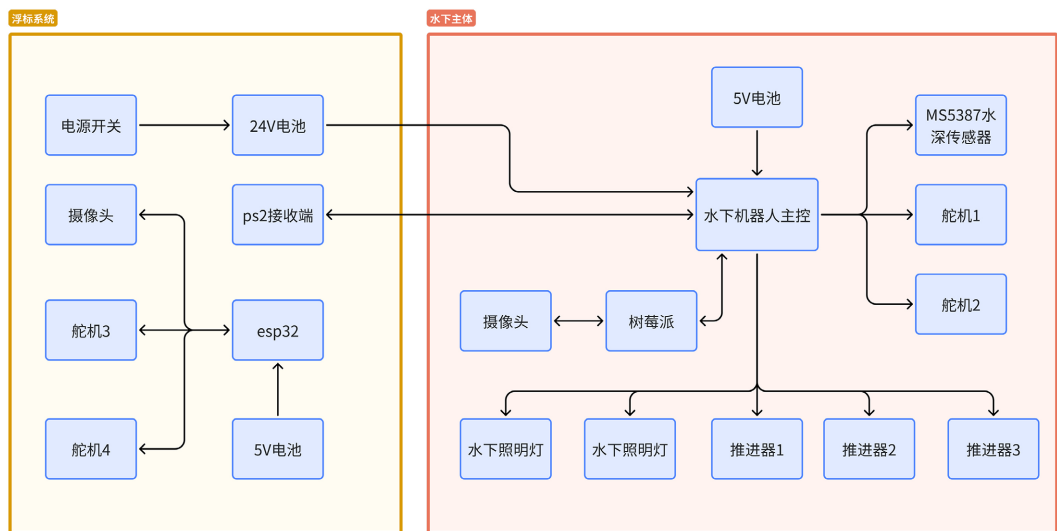 浮标系统
电源开关
24V电池
摄像头
ps2接收端
舵机3
esp32
舵机4
5V电池
水下主体
5V电池
MS5387水
深传感器
水下机器人主控
舵机1
舵机2
摄像头
树莓派
水下照明灯
水下照明灯
推进器1
推进器2
推进器3